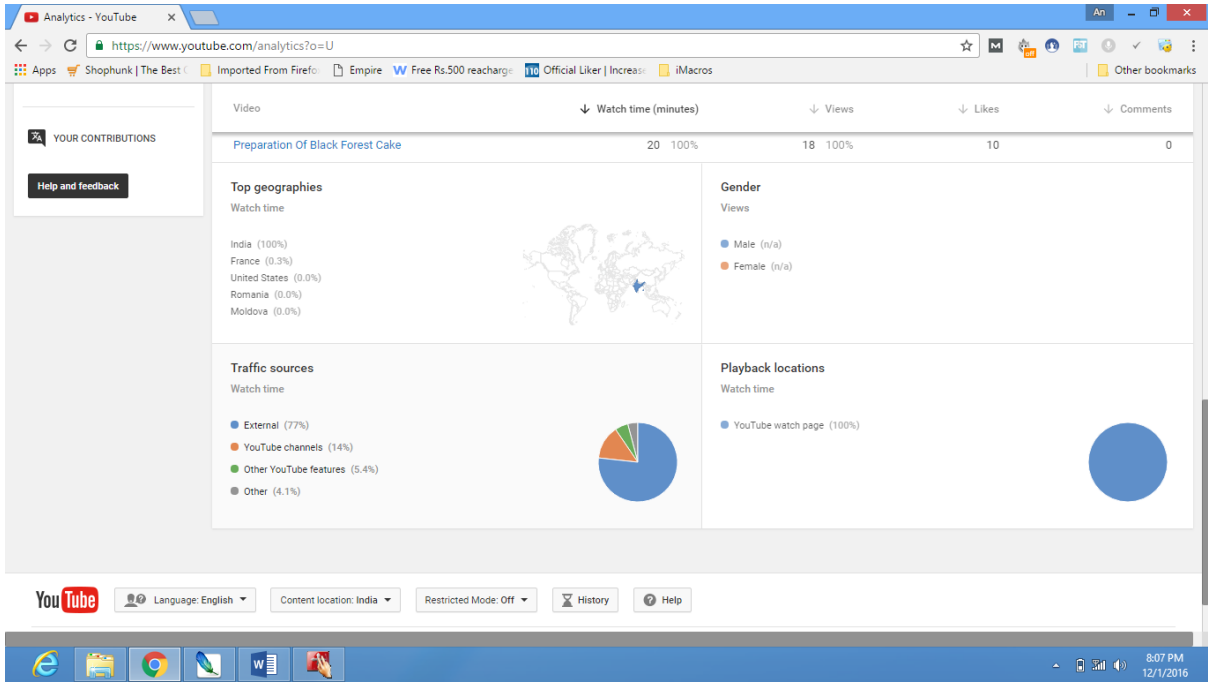 Analytics - YouTube
An
https://www.youtube.com/analytics?o=U
Apps Shophunk | The Best Imported From Firefo Empire Free Rs.500 reacharge Official Liker | Increase iMacros Other bookmarks
Video Watch time (minutes) Views Likes Comments
YOUR CONTRIBUTIONS
Preparation Of Black Forest Cake 20 100% 18 100% 10 0
Help and feedback
Top geographies
Watch time
India (100%)
France (0.3%)
United States (0.0%)
Romania (0.0%)
Moldova (0.0%)
Gender
Views
Male (n/a)
Female (n/a)
Traffic sources
Watch time
External (77%)
YouTube channels (14%)
Other YouTube features (5.4%)
Other (4.1%)
Playback locations
Watch time
YouTube watch page (100%)
YouTube Language: English Content location: India Restricted Mode: Off History Help
8:07 PM
12/1/2016